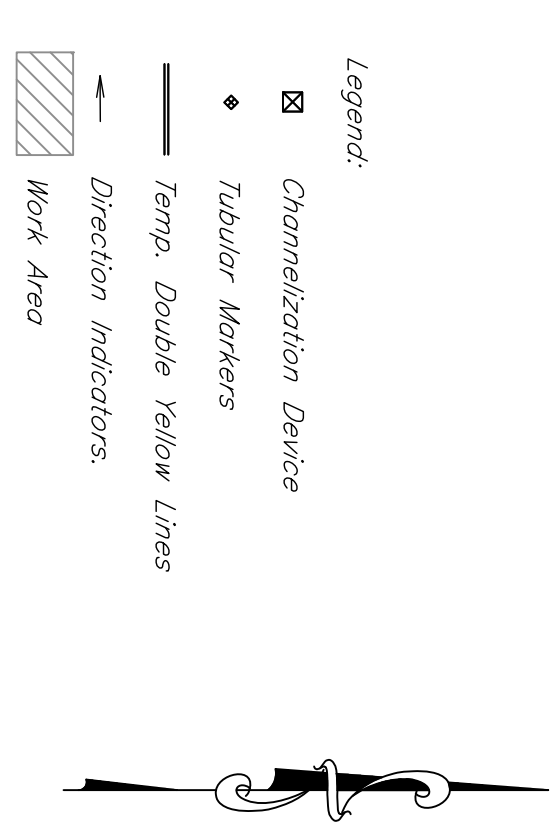 Legend:
Channelization Device
Tubular Markers
Temp. Double Yellow Lines
Direction Indicators.
Work Area
N